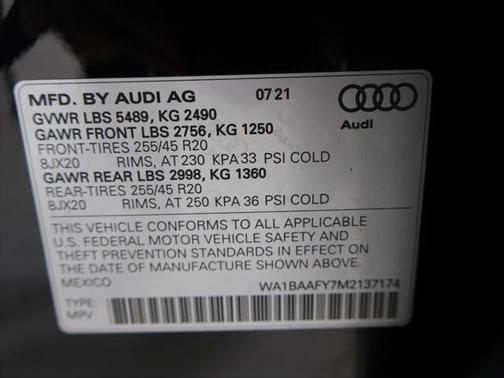 MFD. BY AUDI AG 07 21
GVWR LBS 5489, KG 2490
GAWR FRONT LBS 2756, KG 1250
FRONT-TIRES 255/45 R20
8JX20 RIMS, AT 230 KPA 33 PSI COLD
GAWR REAR LBS 2998, KG 1360
REAR-TIRES 255/45 R20
8JX20 RIMS, AT 250 KPA 36 PSI COLD
Audi
THIS VEHICLE CONFORMS TO ALL APPLICABLE
U.S. FEDERAL MOTOR VEHICLE SAFETY AND
THEFT PREVENTION STANDARDS IN EFFECT ON
THE DATE OF MANUFACTURE SHOWN ABOVE.
MEXICO WA1BAAFY7M2137174
TYPE:
MPV